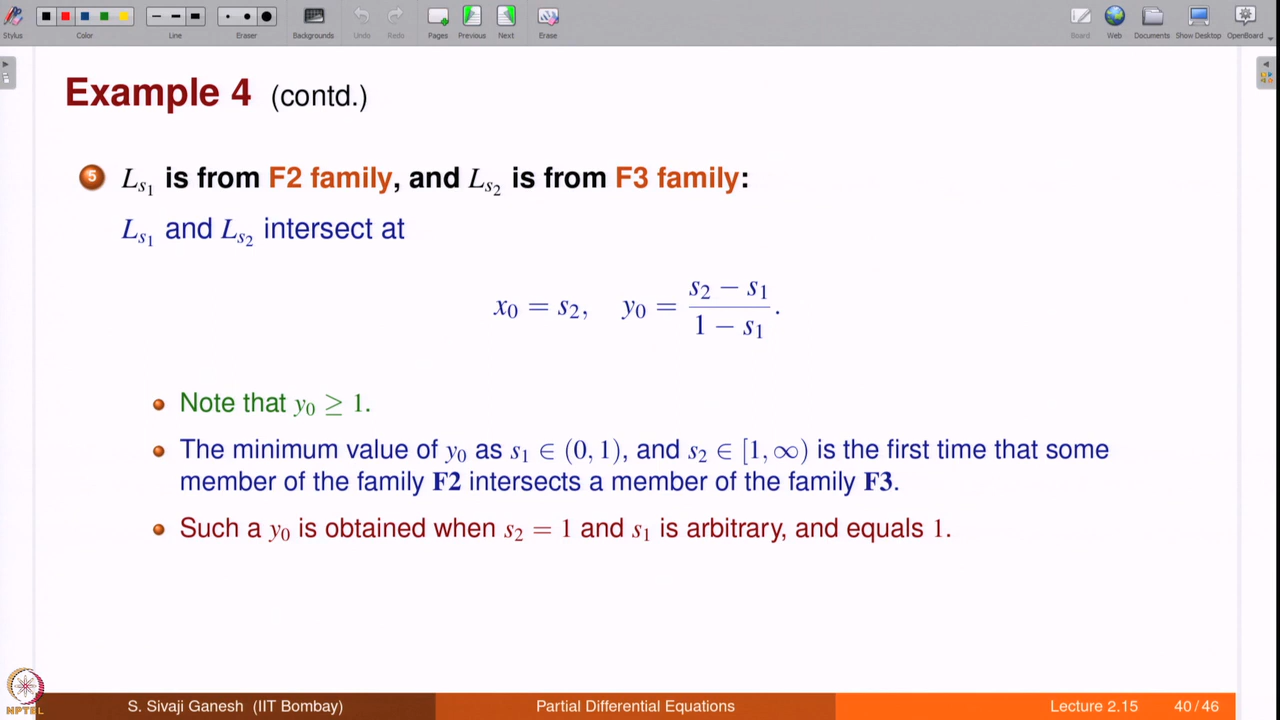 Stylus
Color
Line
Eraser
Backgrounds
Undo
Redo
Pages
Previous
Next
Erase
Board
Web
Documents
Show Desktop
OpenBoard
Example 4 (contd.)
5 L_{s_1} is from F2 family, and L_{s_2} is from F3 family:
L_{s_1} and L_{s_2} intersect at
x_0 = s_2, y_0 = \frac{s_2 - s_1}{1 - s_1}.
Note that y_0 ≥ 1.
The minimum value of y_0 as s_1 ∈ (0, 1), and s_2 ∈ [1, ∞) is the first time that some
member of the family F2 intersects a member of the family F3.
Such a y_0 is obtained when s_2 = 1 and s_1 is arbitrary, and equals 1.
NPTEL
S. Sivaji Ganesh (IIT Bombay)
Partial Differential Equations
Lecture 2.15
40 / 46